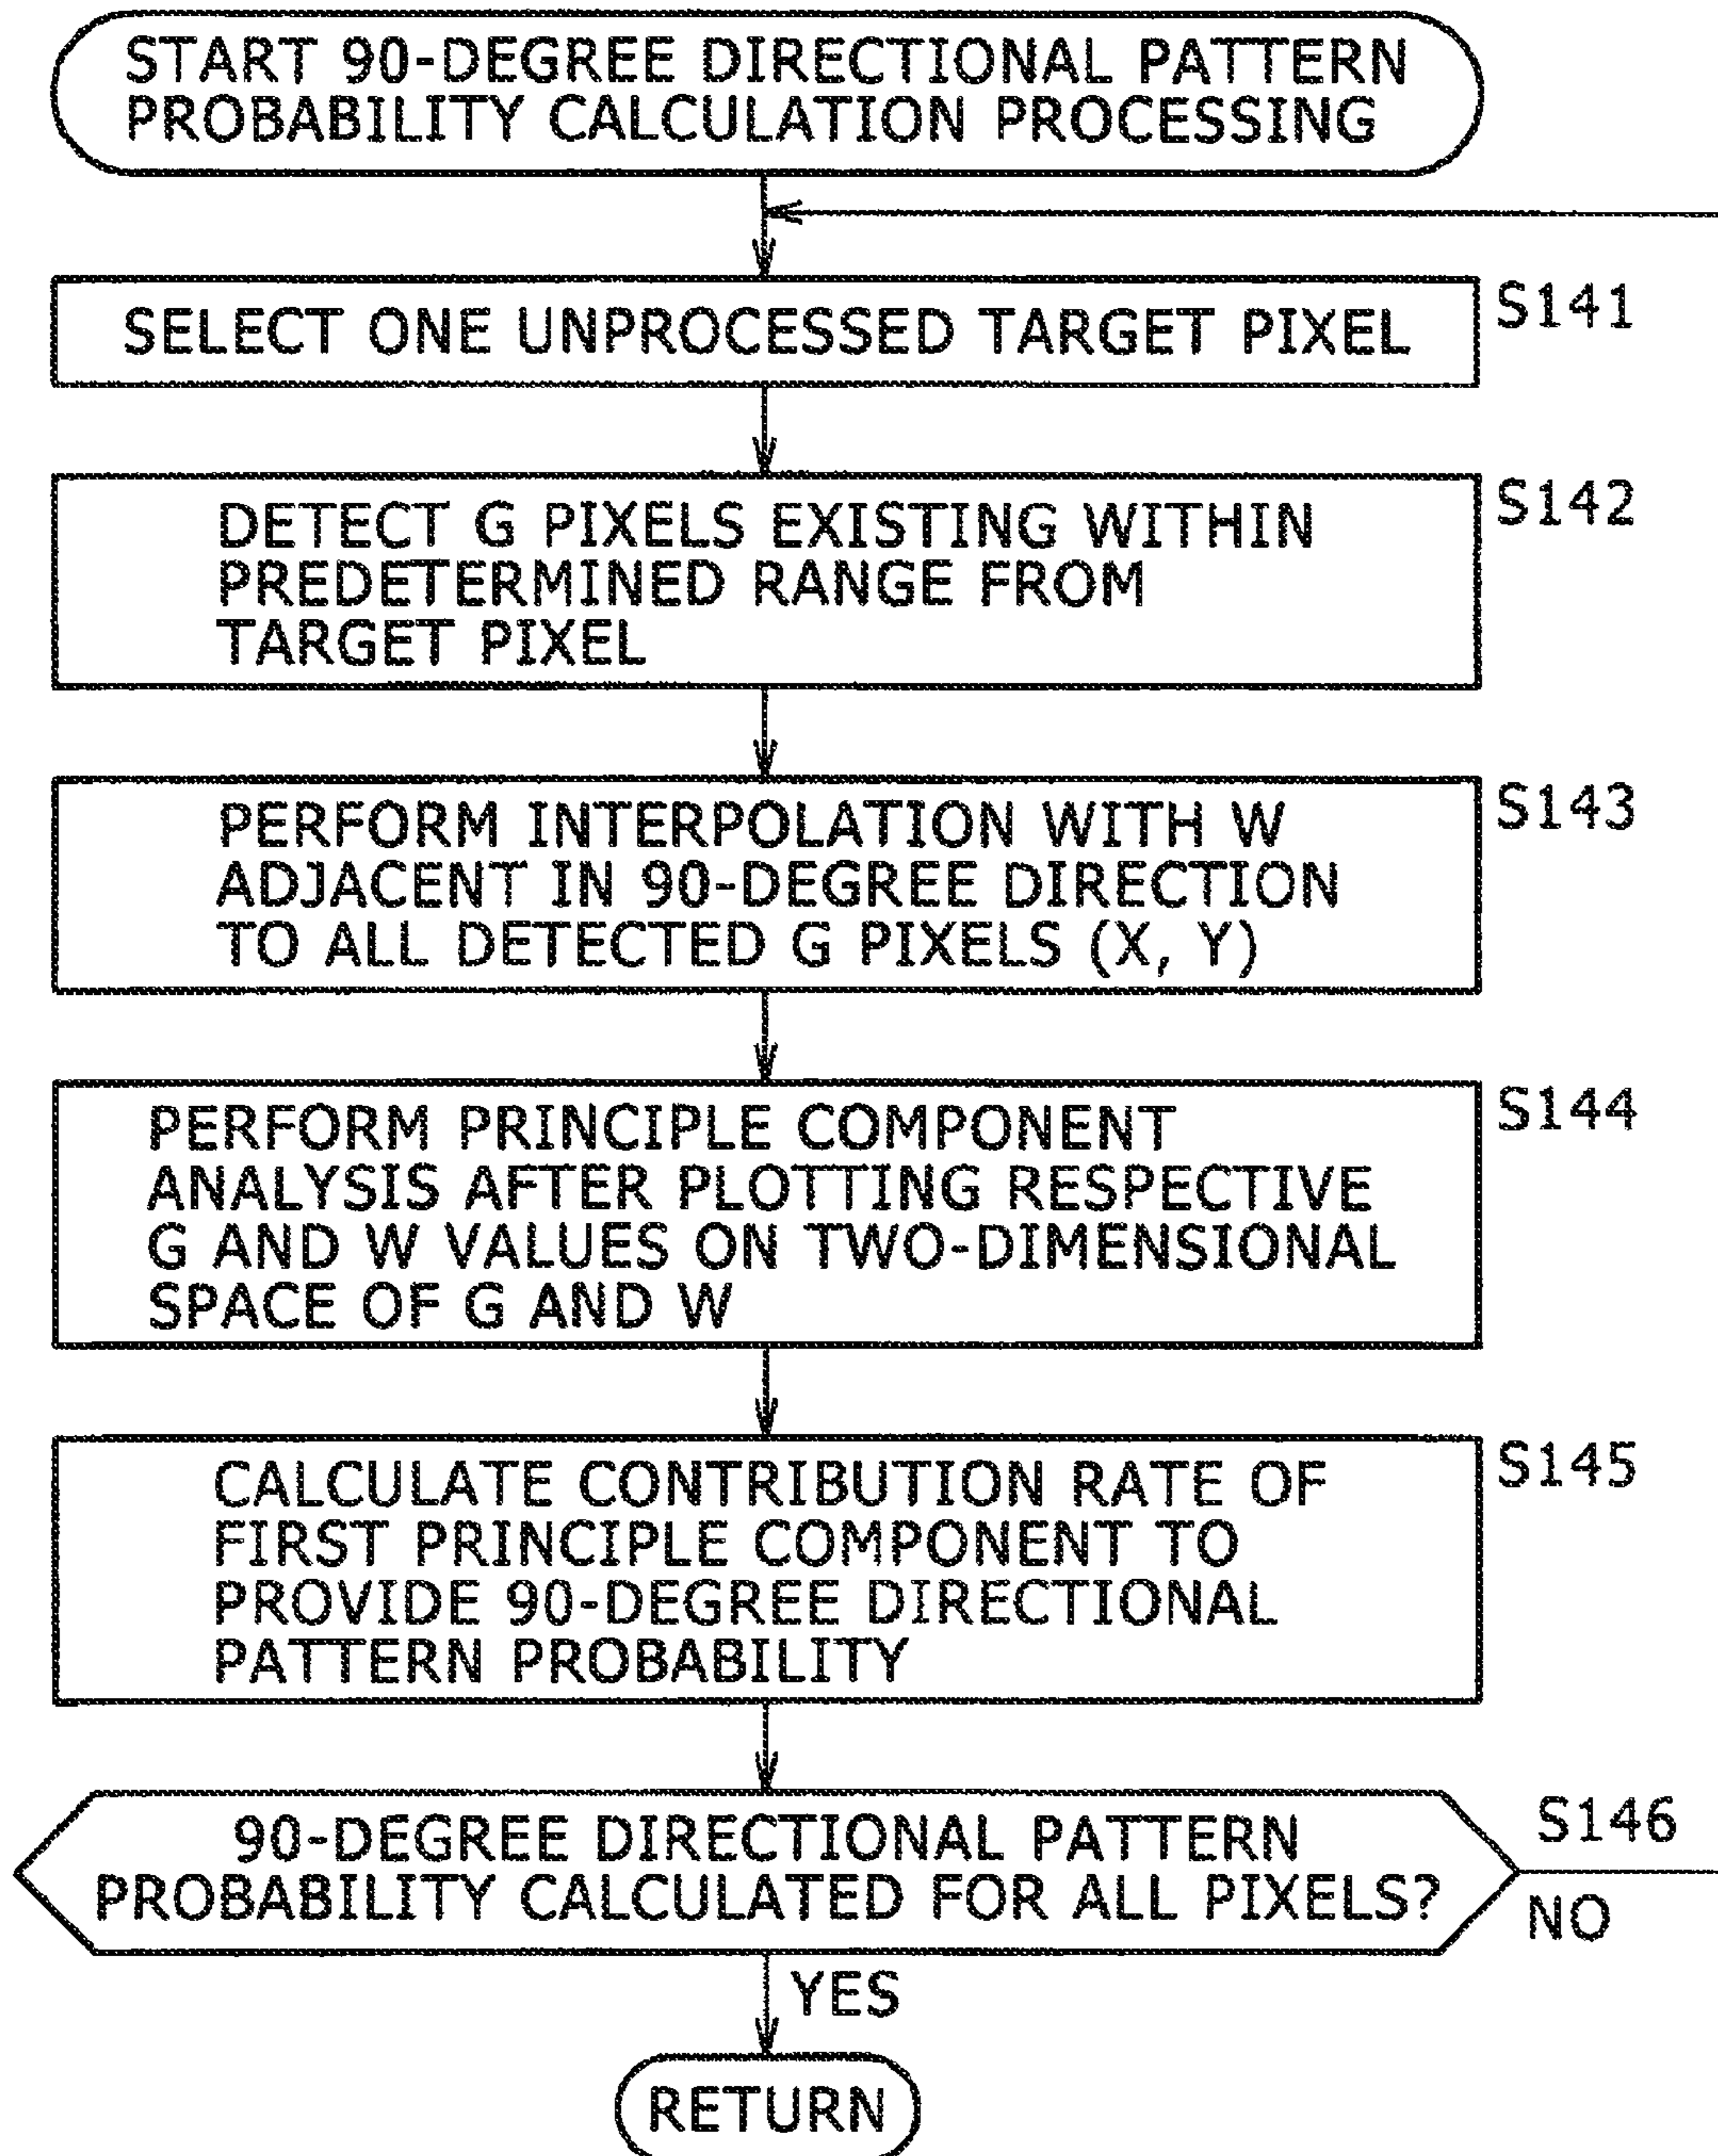 START 90-DEGREE DIRECTIONAL PATTERN
PROBABILITY CALCULATION PROCESSING
SELECT ONE UNPROCESSED TARGET PIXEL
S141
DETECT G PIXELS EXISTING WITHIN
PREDETERMINED RANGE FROM
TARGET PIXEL
S142
PERFORM INTERPOLATION WITH W
ADJACENT IN 90-DEGREE DIRECTION
TO ALL DETECTED G PIXELS (X, Y)
S143
PERFORM PRINCIPLE COMPONENT
ANALYSIS AFTER PLOTTING RESPECTIVE
G AND W VALUES ON TWO-DIMENSIONAL
SPACE OF G AND W
S144
CALCULATE CONTRIBUTION RATE OF
FIRST PRINCIPLE COMPONENT TO
PROVIDE 90-DEGREE DIRECTIONAL
PATTERN PROBABILITY
S145
90-DEGREE DIRECTIONAL PATTERN
PROBABILITY CALCULATED FOR ALL PIXELS?
S146
NO
YES
RETURN